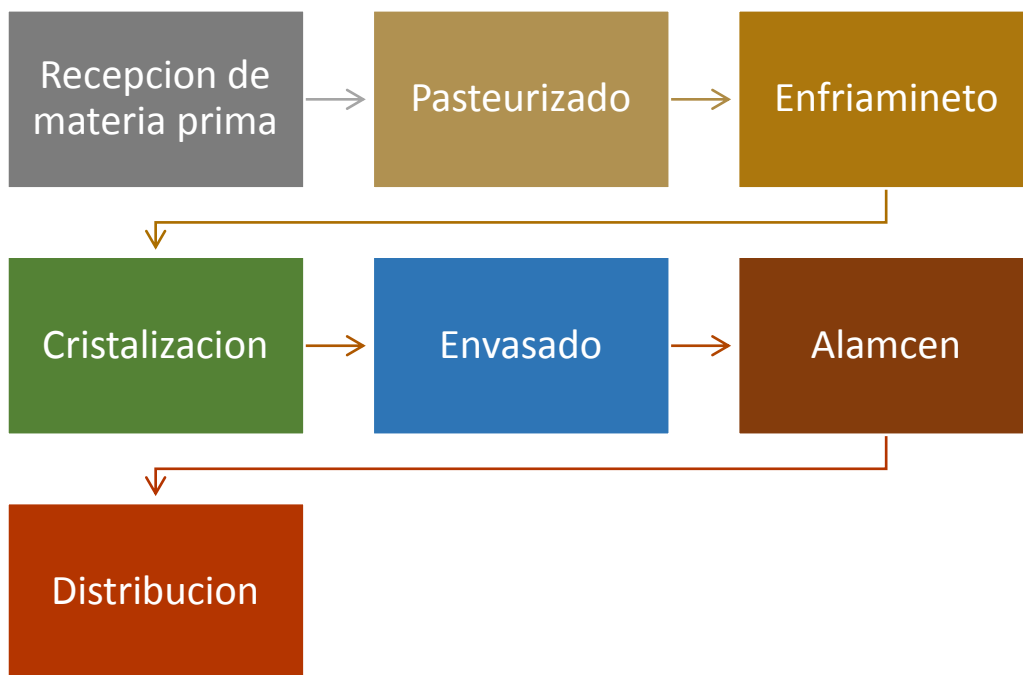 Recepcion de
materia prima
Pasteurizado
Enfriamineto
Cristalizacion
Envasado
Alamcen
Distribucion